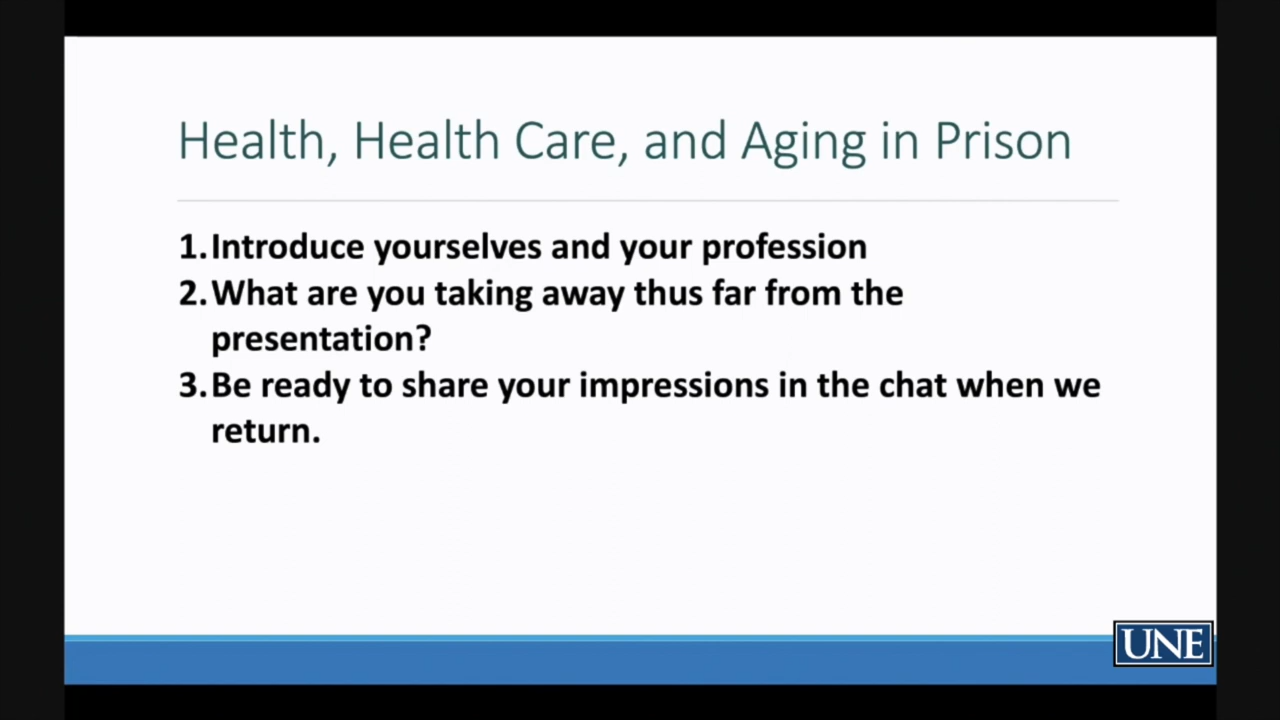 Health, Health Care, and Aging in Prison
1. Introduce yourselves and your profession
2. What are you taking away thus far from the
presentation?
3. Be ready to share your impressions in the chat when we
return.
UNE